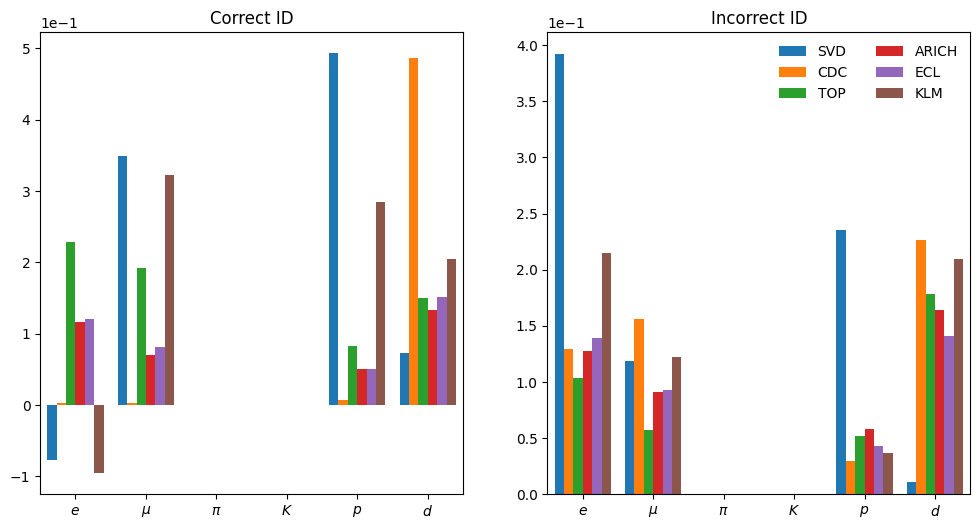 Correct ID
1e−1
5
4
3
2
1
0
−1
e μ π K p d
Incorrect ID
1e−1
4.0
3.5
3.0
2.5
2.0
1.5
1.0
0.5
0.0
e μ π K p d
SVD ARICH
CDC ECL
TOP KLM